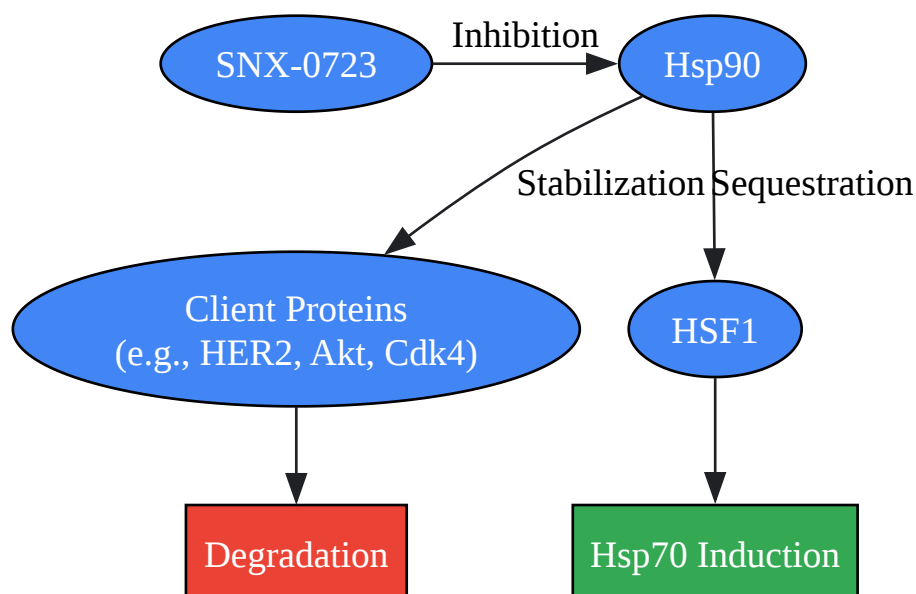 SNX-0723
Inhibition
Hsp90
Stabilization
Sequestration
Client Proteins
(e.g., HER2, Akt, Cdk4)
HSF1
Degradation
Hsp70 Induction